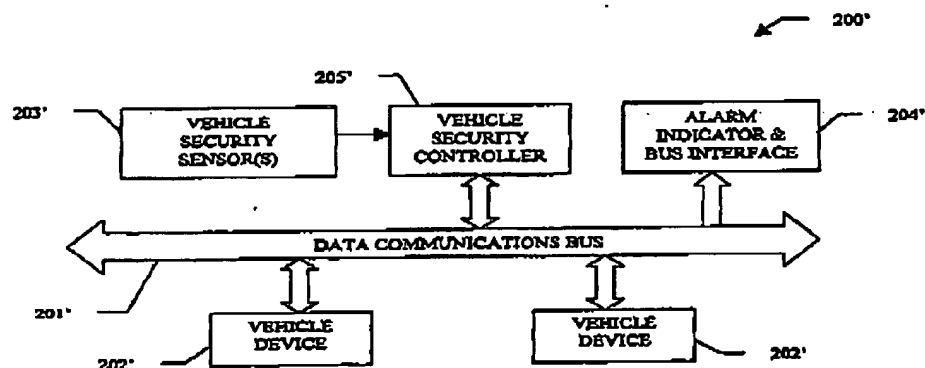 200'
205'
203'
VEHICLE
SECURITY
SENSOR(S)
VEHICLE
SECURITY
CONTROLLER
ALARM
INDICATOR &
BUS INTERFACE
204'
DATA COMMUNICATIONS BUS
201'
VEHICLE
DEVICE
202'
VEHICLE
DEVICE
202'